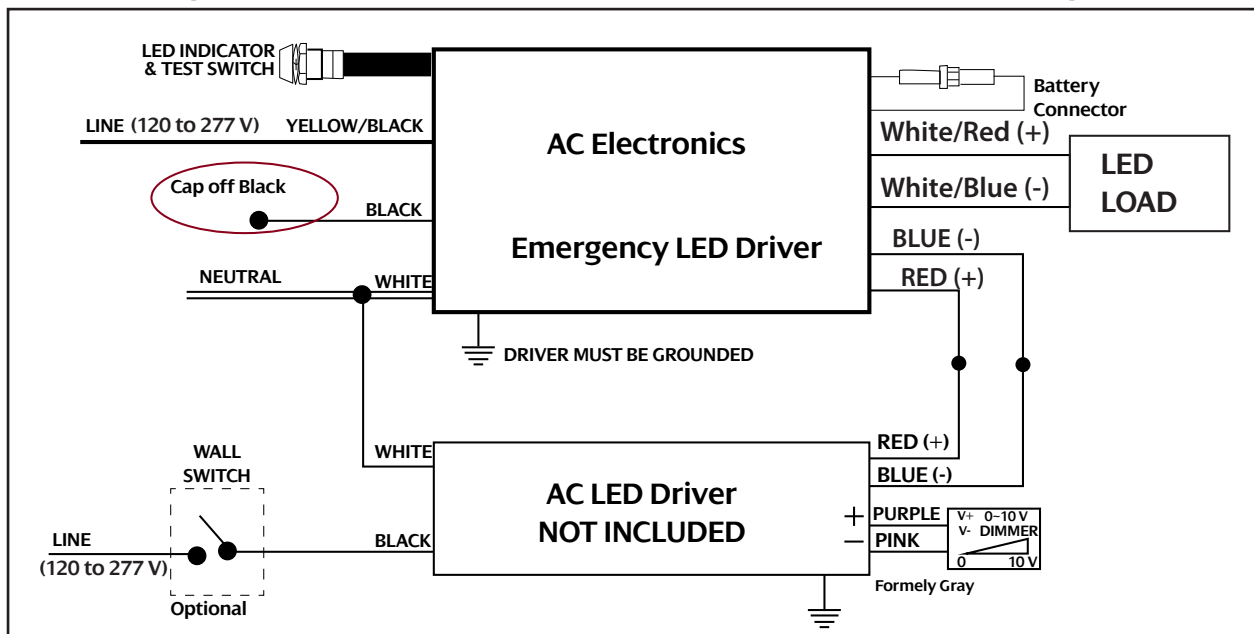 LED INDICATOR
& TEST SWITCH
Battery
Connector
LINE (120 to 277 V)
YELLOW/BLACK
AC Electronics
White/Red (+)
LED
LOAD
Cap off Black
White/Blue (-)
BLACK
Emergency LED Driver
BLUE (-)
NEUTRAL
WHITE
RED (+)
DRIVER MUST BE GROUNDED
WALL
SWITCH
WHITE
AC LED Driver
NOT INCLUDED
RED (+)
BLUE (-)
+ PURPLE
− PINK
V+ 0~10 V
V- DIMMER
0 10 V
LINE
(120 to 277 V)
BLACK
Optional
Formely Gray